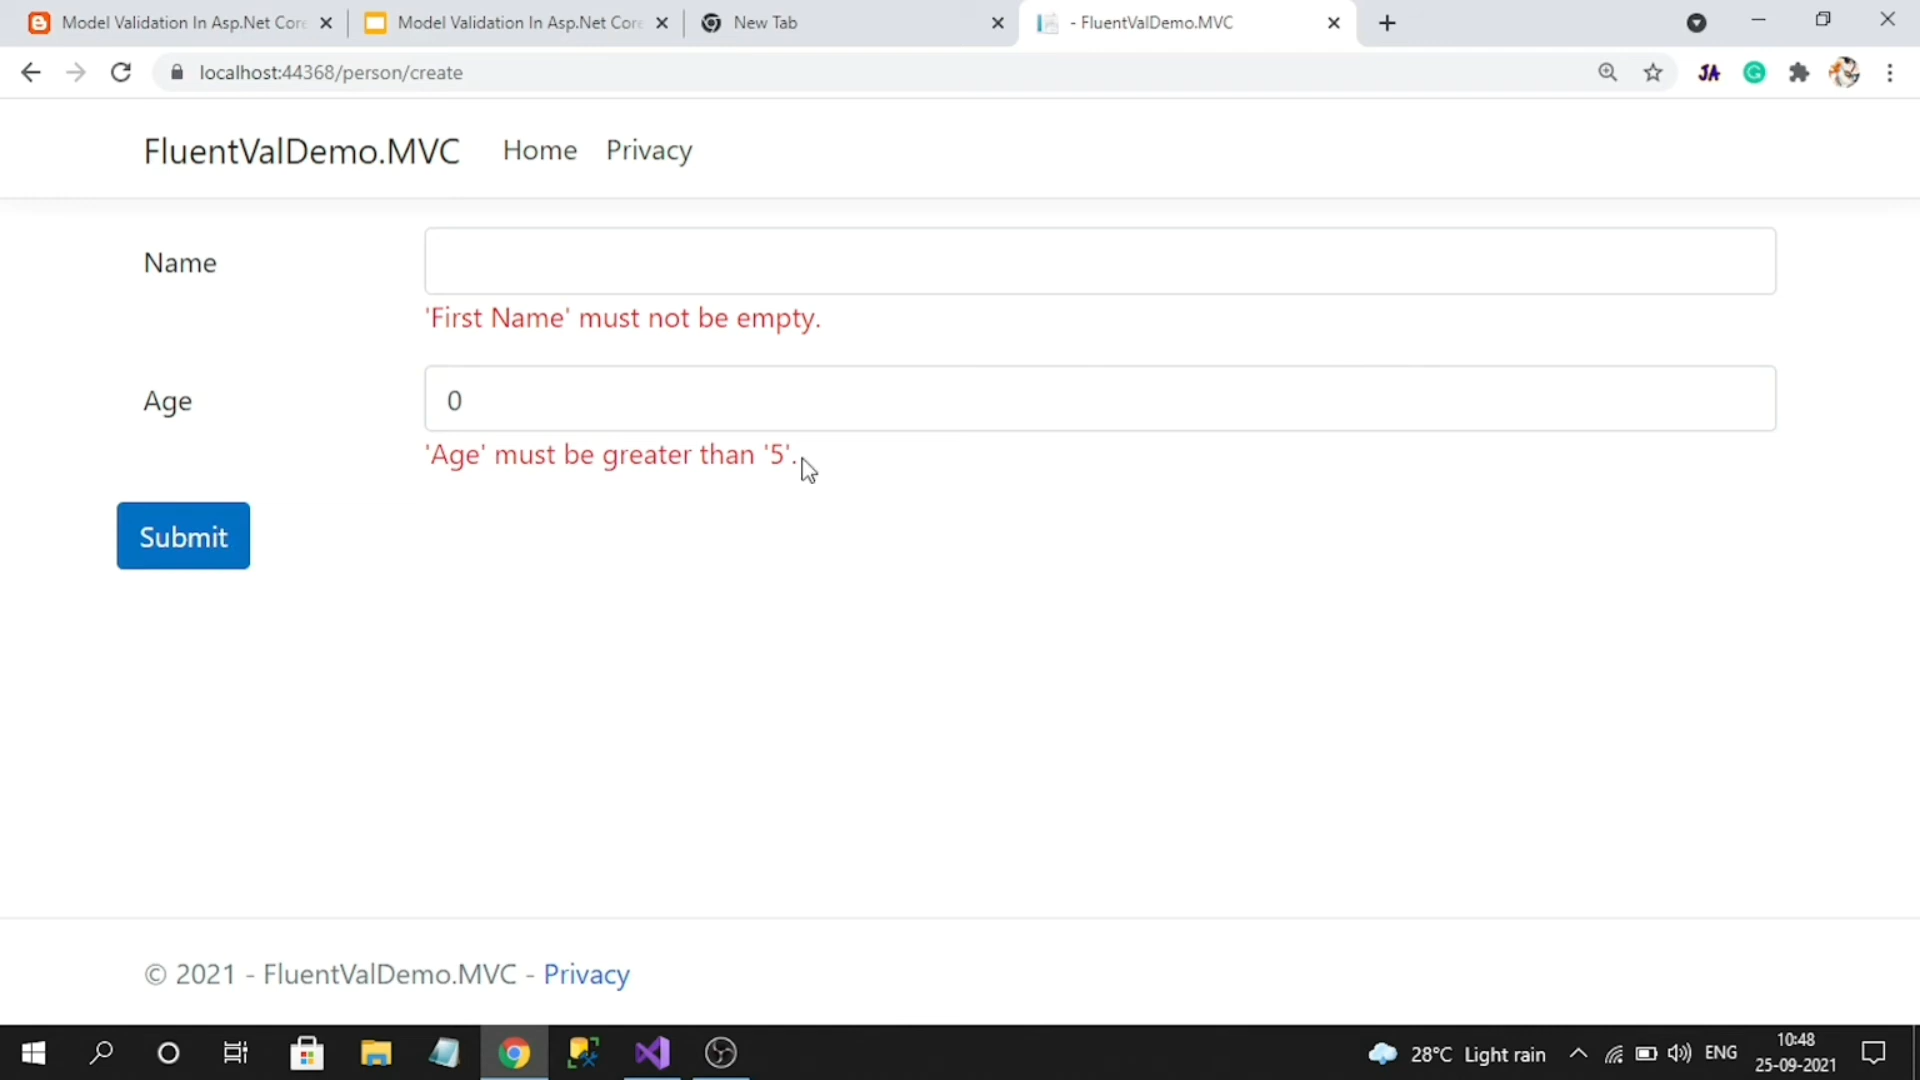 Model Validation In Asp.Net Core
Model Validation In Asp.Net Core
New Tab
- FluentValDemo.MVC
localhost:44368/person/create
JA
FluentValDemo.MVC
Home
Privacy
Name
'First Name' must not be empty.
Age
0
'Age' must be greater than '5'.
Submit
© 2021 - FluentValDemo.MVC - Privacy
28°C Light rain
ENG
10:48
25-09-2021